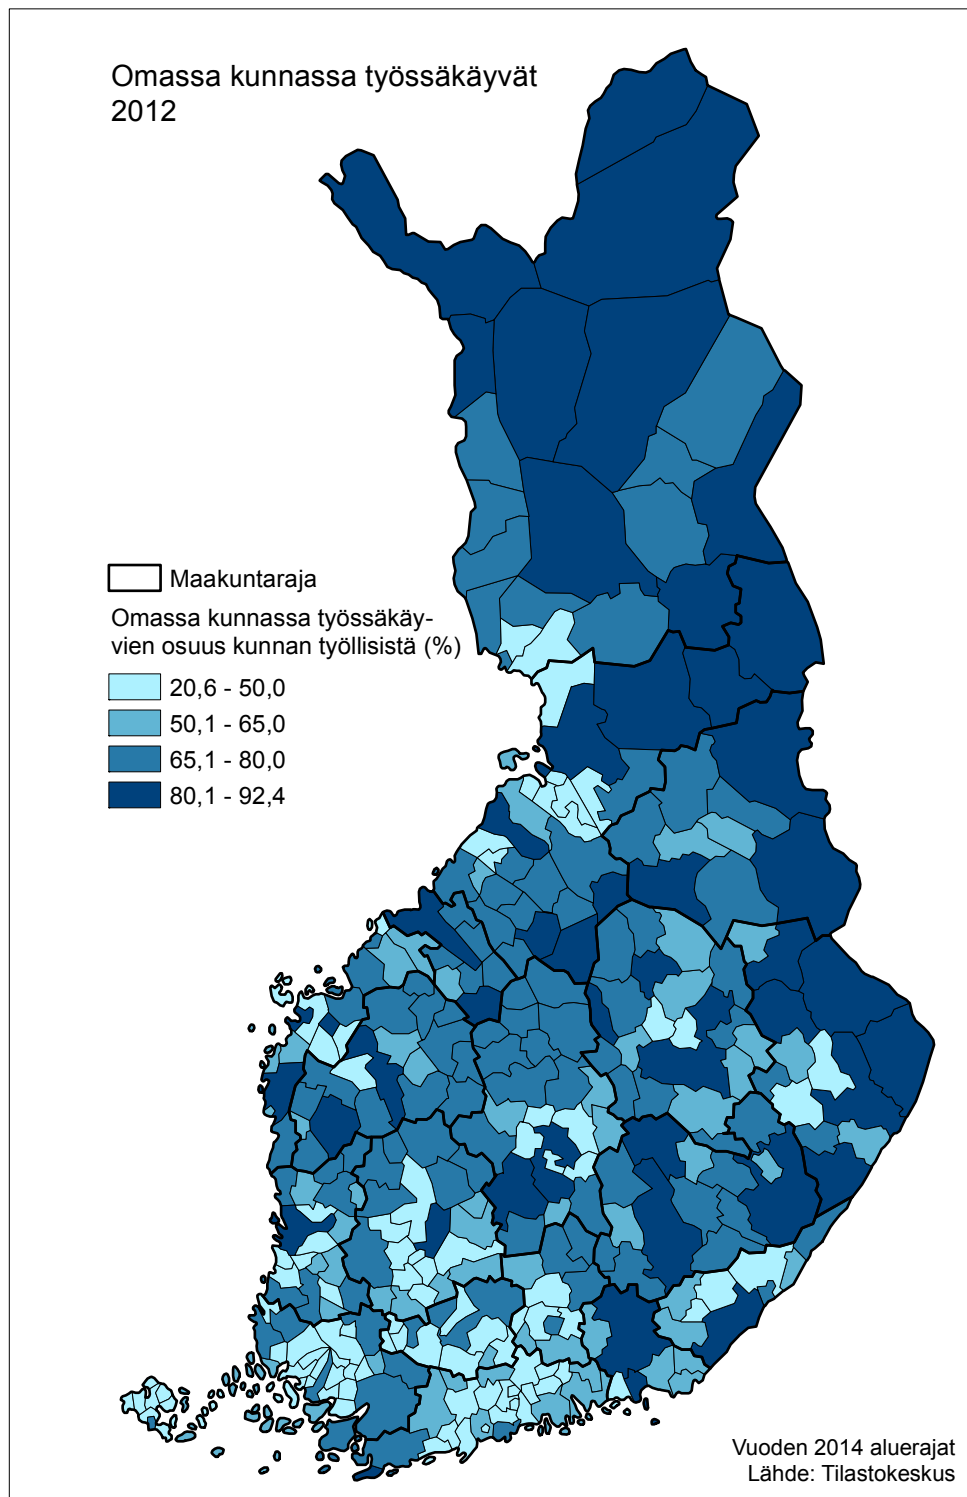 Omassa kunnassa työssäkäyvät
2012
Maakuntaraja
Omassa kunnassa työssäkäy-
vien osuus kunnan työllisistä (%)
20,6 - 50,0
50,1 - 65,0
65,1 - 80,0
80,1 - 92,4
Vuoden 2014 aluerajat
Lähde: Tilastokeskus